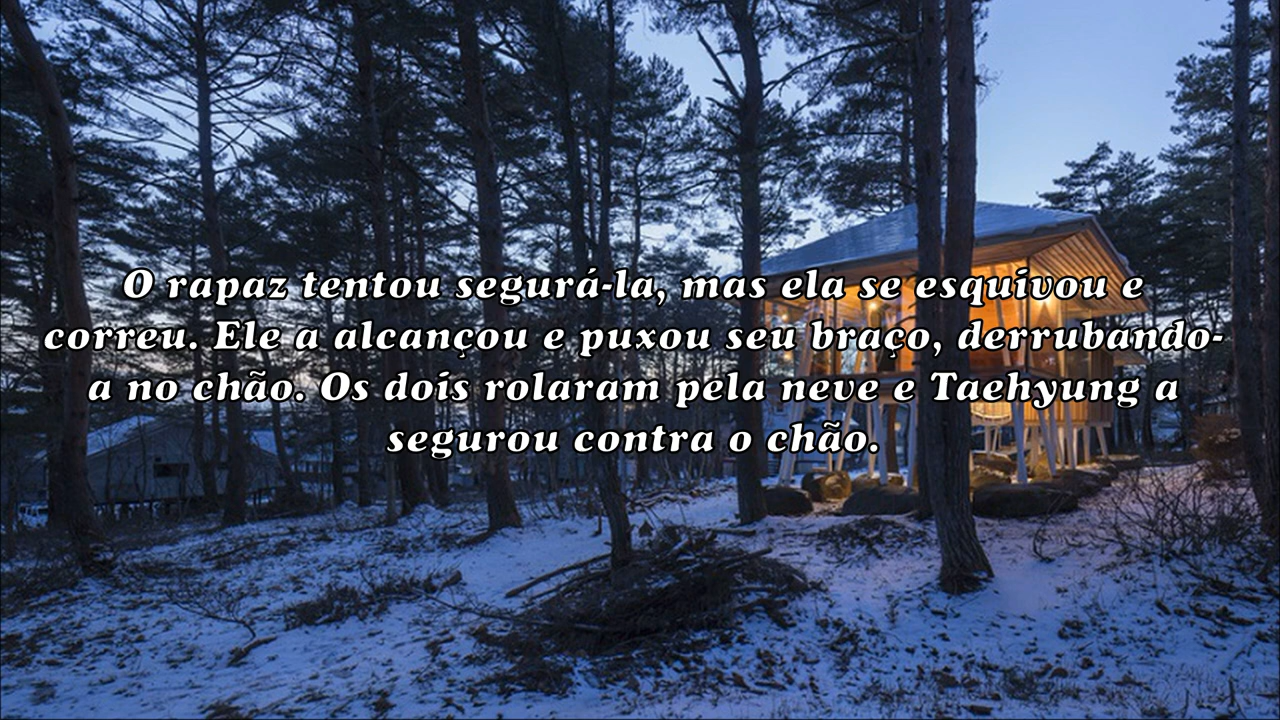 O rapaz tentou segurá-la, mas ela se esquivou e
correu. Ele a alcançou e puxou seu braço, derrubando-
a no chão. Os dois rolaram pela neve e Taehyung a
segurou contra o chão.